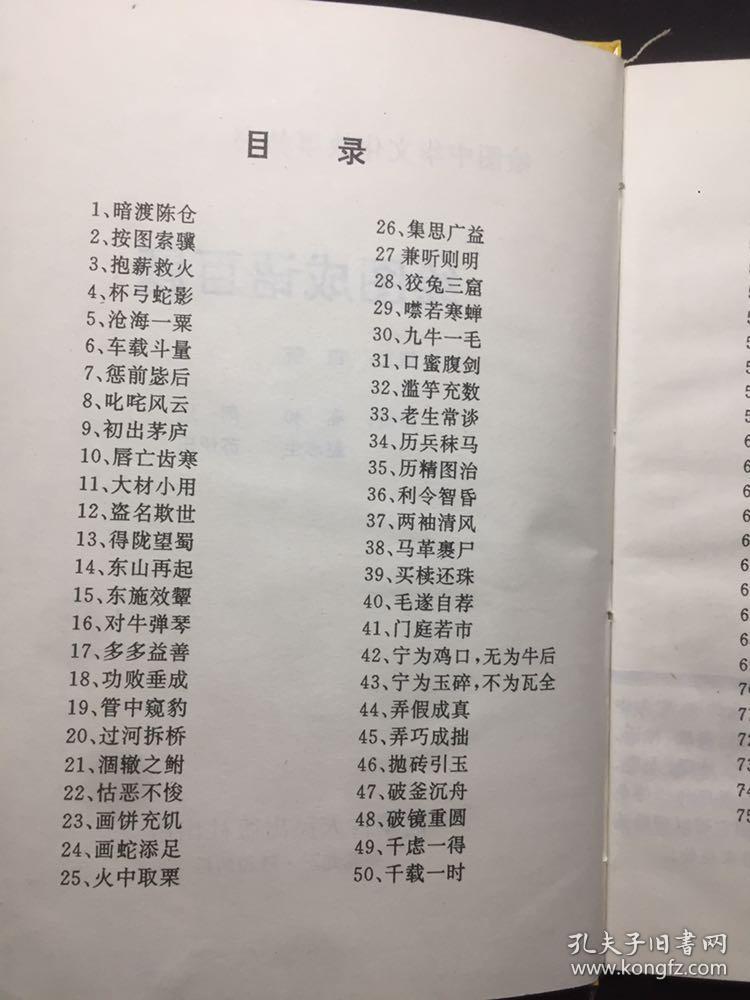 目 录
1、暗渡陈仓
2、按图索骥
3、抱薪救火
4、杯弓蛇影
5、沧海一粟
6、车载斗量
7、惩前毖后
8、叱咤风云
9、初出茅庐
10、唇亡齿寒
11、大材小用
12、盗名欺世
13、得陇望蜀
14、东山再起
15、东施效颦
16、对牛弹琴
17、多多益善
18、功败垂成
19、管中窥豹
20、过河拆桥
21、涸辙之鲋
22、怙恶不悛
23、画饼充饥
24、画蛇添足
25、火中取栗
26、集思广益
27 兼听则明
28、狡兔三窟
29、噤若寒蝉
30、九牛一毛
31、口蜜腹剑
32、滥竽充数
33、老生常谈
34、历兵秣马
35、历精图治
36、利令智昏
37、两袖清风
38、马革裹尸
39、买椟还珠
40、毛遂自荐
41、门庭若市
42、宁为鸡口，无为牛后
43、宁为玉碎，不为瓦全
44、弄假成真
45、弄巧成拙
46、抛砖引玉
47、破釜沉舟
48、破镜重圆
49、千虑一得
50、千载一时
70
71
72
73
74
75
孔夫子旧書网
www.kongfz.com